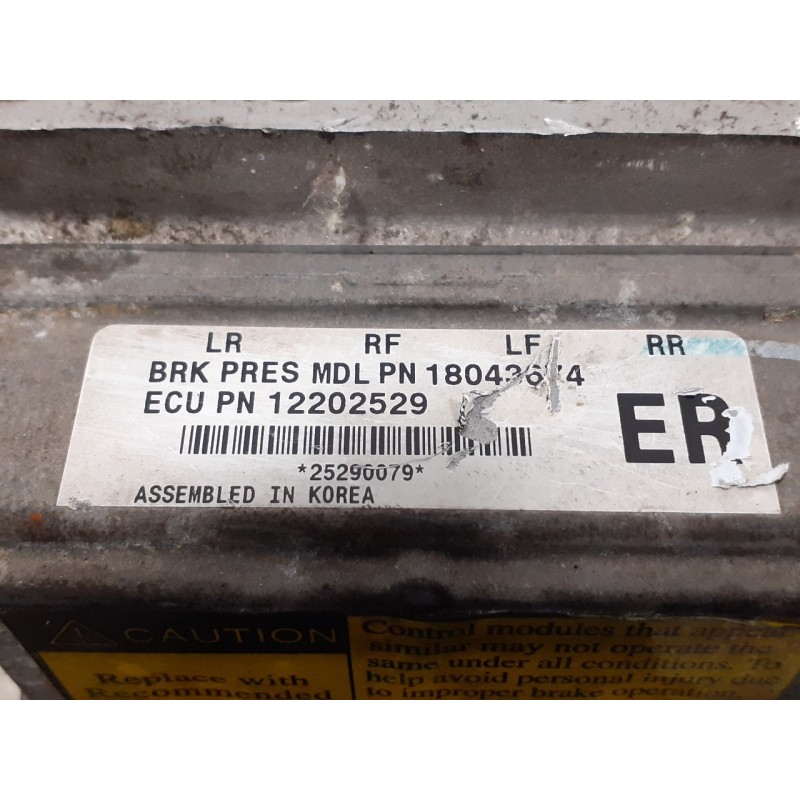 LR RF LF RR
BRK PRES MDL PN 18043674
ECU PN 12202529
ER
*25290079*
ASSEMBLED IN KOREA
CAUTION
Replace with
Recommended
Control modules that appear
similar may not operate the
same under all conditions. To
help avoid personal injury due
to improper brake operation,